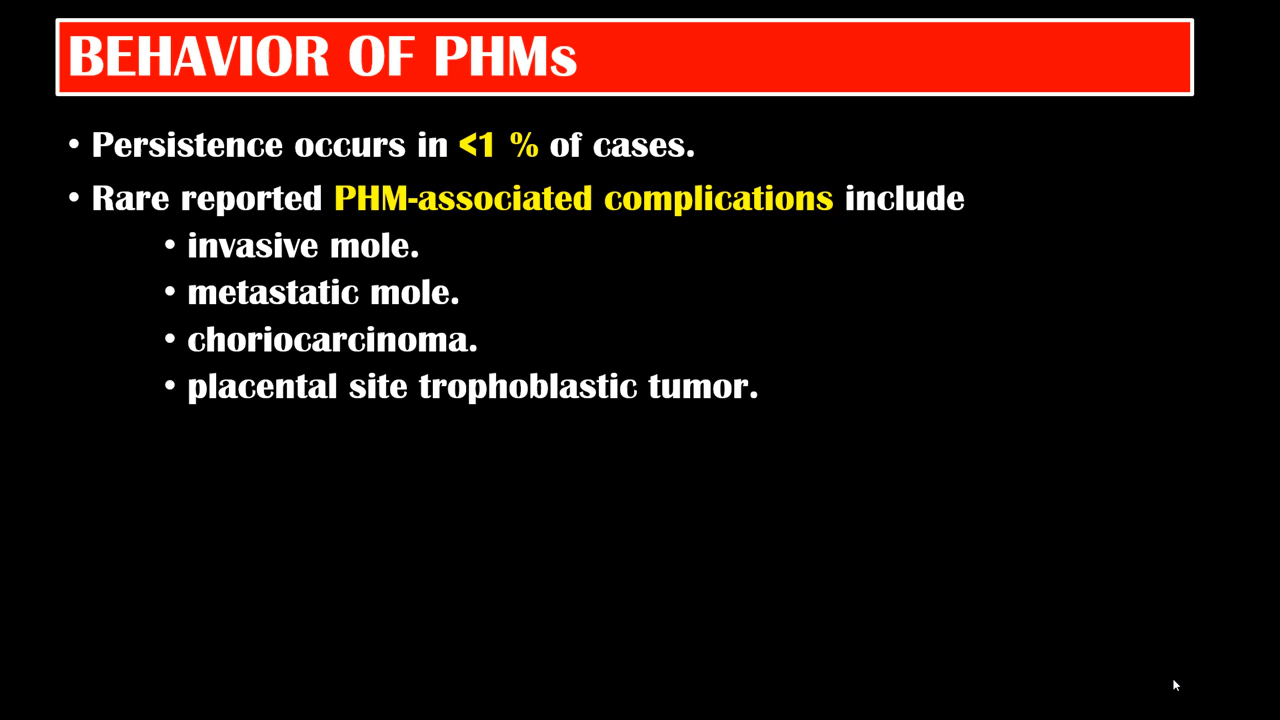 BEHAVIOR OF PHMs
• Persistence occurs in <1 % of cases.
• Rare reported PHM-associated complications include
• invasive mole.
• metastatic mole.
• choriocarcinoma.
• placental site trophoblastic tumor.